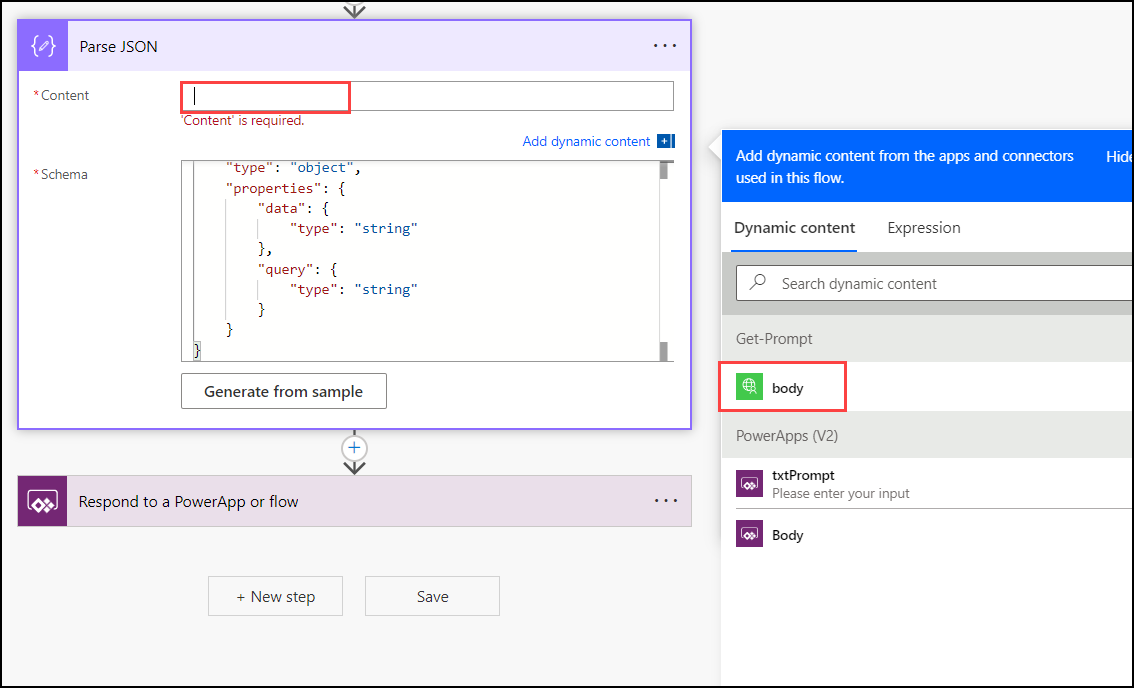 Parse JSON
...
*Content
'Content' is required.
Add dynamic content
*Schema
"type": "object",
"properties": {
"data": {
"type": "string"
},
"query": {
"type": "string"
}
}
}
Generate from sample
Respond to a PowerApp or flow
...
+ New step
Save
Add dynamic content from the apps and connectors
used in this flow.
Hide
Dynamic content
Expression
Search dynamic content
Get-Prompt
body
PowerApps (V2)
txtPrompt
Please enter your input
Body